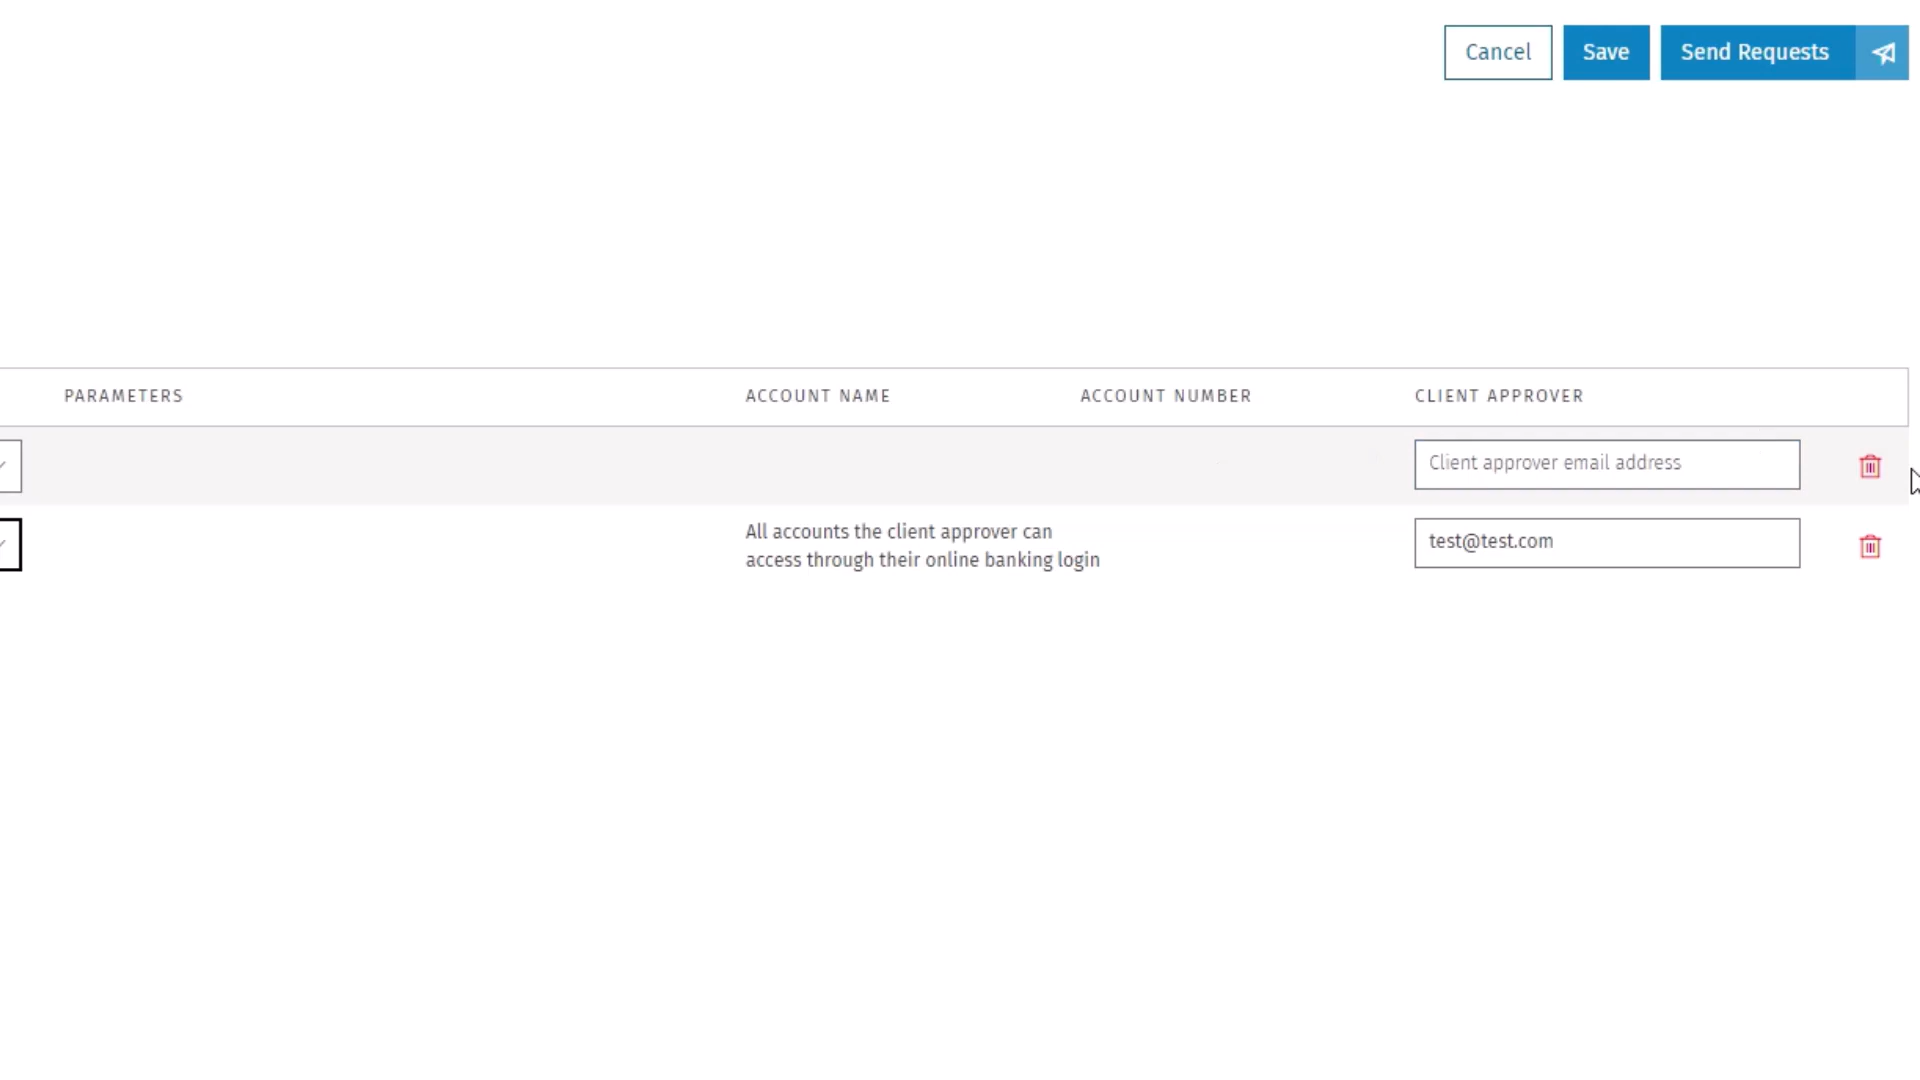 Cancel
Save
Send Requests
PARAMETERS
ACCOUNT NAME
ACCOUNT NUMBER
CLIENT APPROVER
Client approver email address
All accounts the client approver can
access through their online banking login
test@test.com